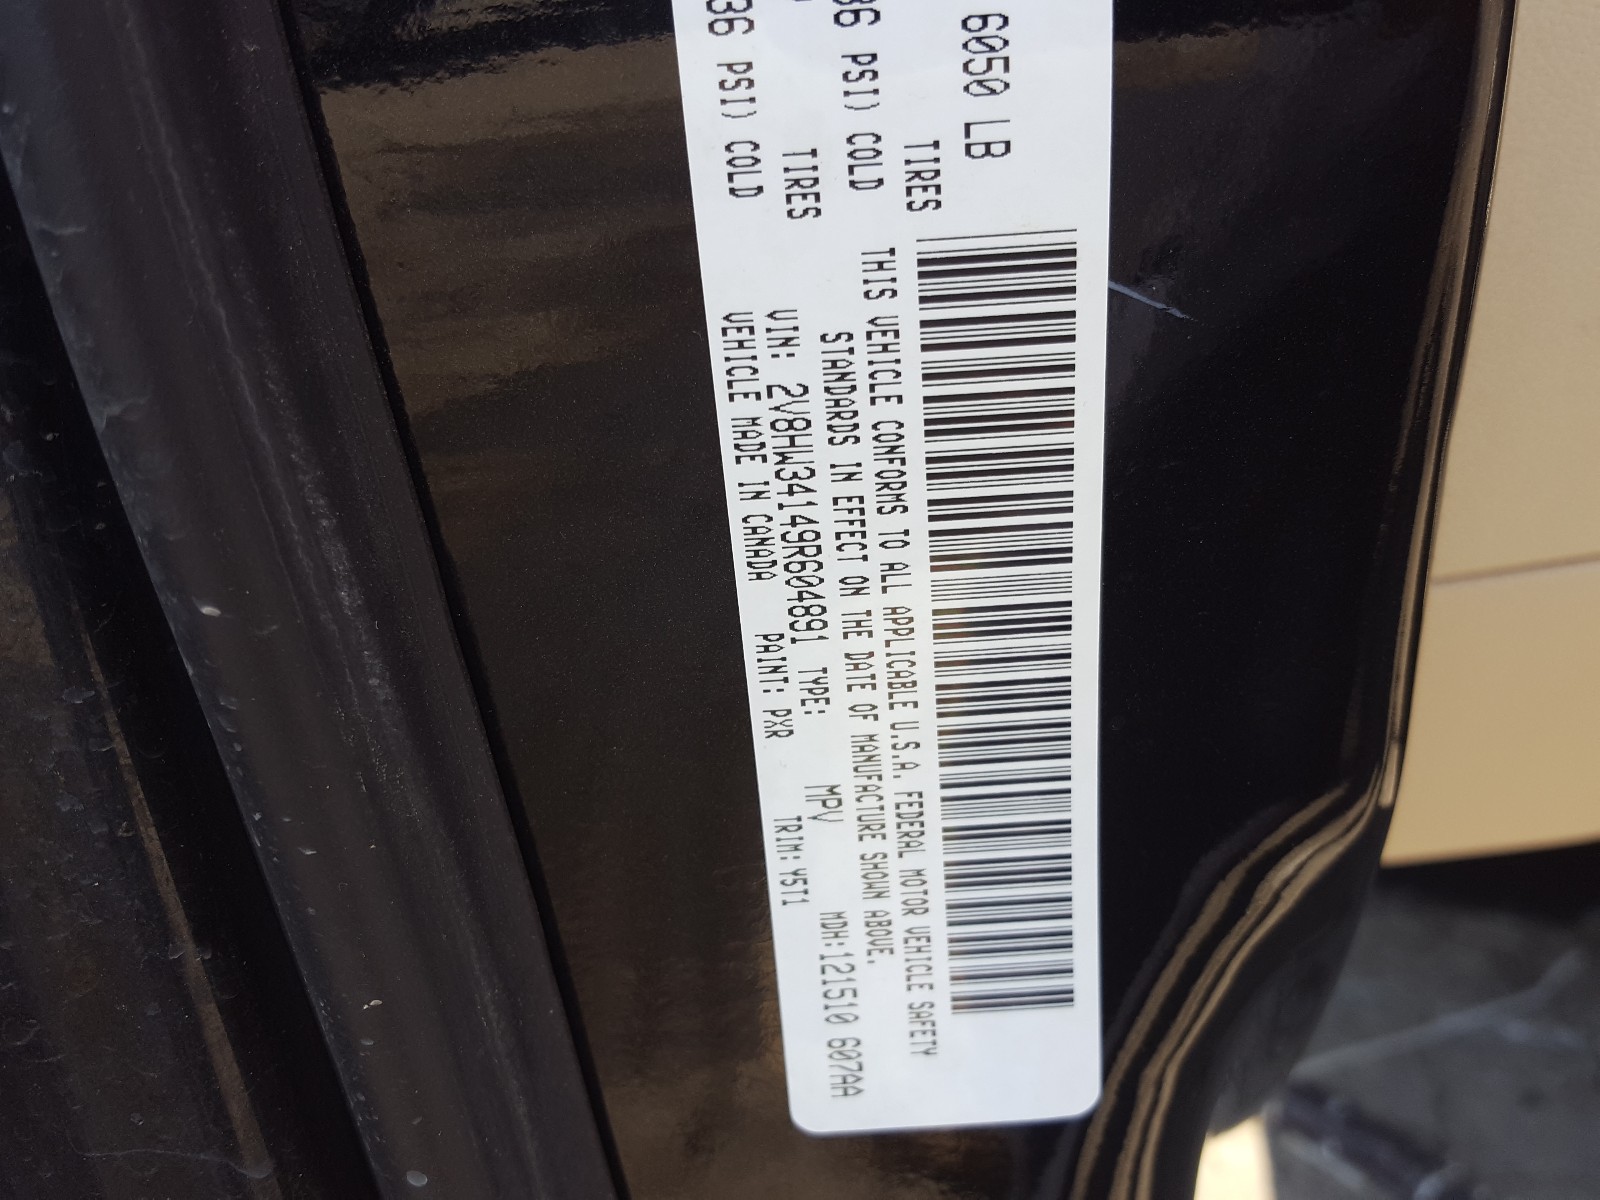 6050 LB
TIRES
36 PSI) COLD
THIS VEHICLE CONFORMS TO ALL APPLICABLE U.S.A. FEDERAL MOTOR VEHICLE SAFETY
STANDARDS IN EFFECT ON THE DATE OF MANUFACTURE SHOWN ABOVE.
TIRES
36 PSI) COLD
VIN: 2V8HW34149R604891 TYPE: MPV MDH:121510 607AA
VEHICLE MADE IN CANADA PAINT: PXR TRIM: Y5T1